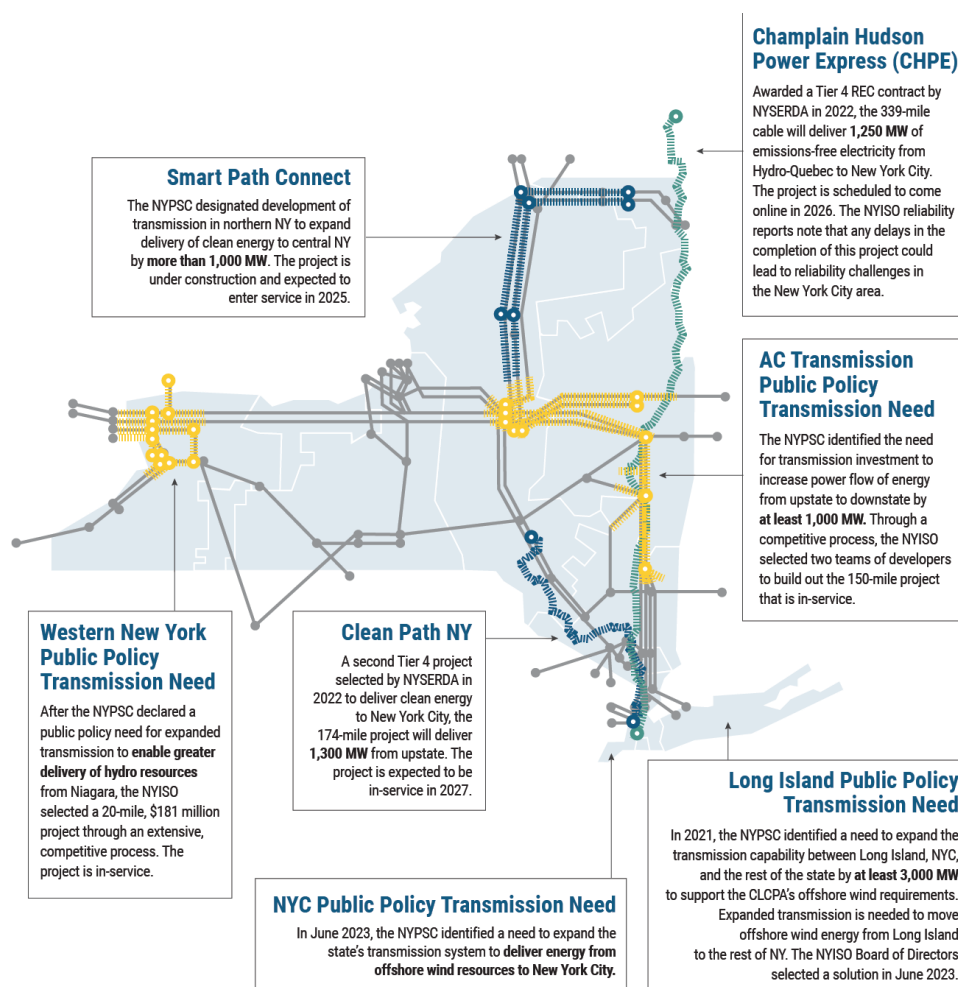 Champlain Hudson
Power Express (CHPE)
Awarded a Tier 4 REC contract by
NYSERDA in 2022, the 339-mile
cable will deliver 1,250 MW of
emissions-free electricity from
Hydro-Quebec to New York City.
The project is scheduled to come
online in 2026. The NYISO reliability
reports note that any delays in the
completion of this project could
lead to reliability challenges in
the New York City area.
Smart Path Connect
The NYPSC designated development of
transmission in northern NY to expand
delivery of clean energy to central NY
by more than 1,000 MW. The project is
under construction and expected to
enter service in 2025.
AC Transmission
Public Policy
Transmission Need
The NYPSC identified the need
for transmission investment to
increase power flow of energy
from upstate to downstate by
at least 1,000 MW. Through a
competitive process, the NYISO
selected two teams of developers
to build out the 150-mile project
that is in-service.
Western New York
Public Policy
Transmission Need
After the NYPSC declared a
public policy need for expanded
transmission to enable greater
delivery of hydro resources
from Niagara, the NYISO
selected a 20-mile, $181 million
project through an extensive,
competitive process. The
project is in-service.
Clean Path NY
A second Tier 4 project
selected by NYSERDA in
2022 to deliver clean energy
to New York City, the
174-mile project will deliver
1,300 MW from upstate. The
project is expected to be
in-service in 2027.
Long Island Public Policy
Transmission Need
In 2021, the NYPSC identified a need to expand the
transmission capability between Long Island, NYC,
and the rest of the state by at least 3,000 MW
to support the CLCPA's offshore wind requirements.
Expanded transmission is needed to move
offshore wind energy from Long Island
to the rest of NY. The NYISO Board of Directors
selected a solution in June 2023.
NYC Public Policy Transmission Need
In June 2023, the NYPSC identified a need to expand the
state's transmission system to deliver energy from
offshore wind resources to New York City.